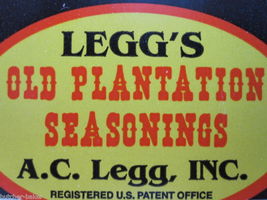 LEGG'S
OLD PLANTATION
SEASONINGS
A.C. LEGG, INC.
REGISTERED U.S. PATENT OFFICE